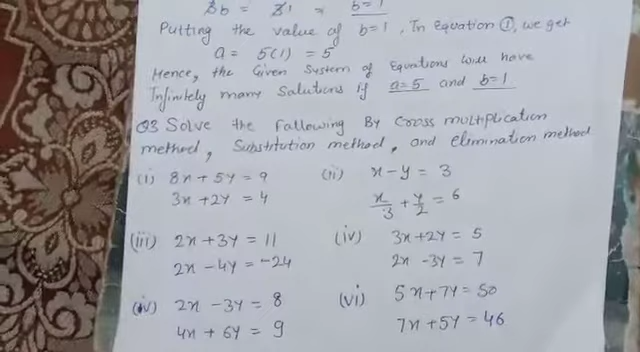 8b = 81 ⇒ b=1
Putting the value of b=1, In Equation ①, we get
a = 5(1) = 5
Hence, the Given System of Equations will have
Infinitely many Solutions if a=5 and b=1
Q3 Solve the Following By Cross multiplication
method, Substitution method, and elimination method
(i) 8x + 5y = 9 (ii) x - y = 3
3x + 2y = 4 x/3 + y/2 = 6
(iii) 2x + 3y = 11 (iv) 3x + 2y = 5
2x - 4y = -24 2x - 3y = 7
(iv) 2x - 3y = 8 (vi) 5x + 7y = 50
4x + 6y = 9 7x + 5y = 46